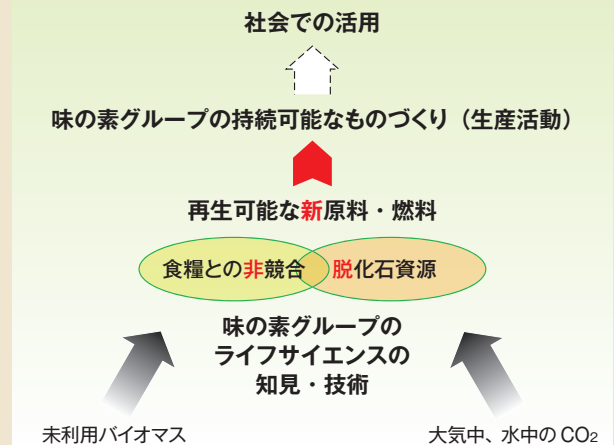 社会での活用
味の素グループの持続可能なものづくり（生産活動）
再生可能な新原料・燃料
食糧との非競合 脱化石資源
味の素グループの
ライフサイエンスの
知見・技術
未利用バイオマス 大気中、水中のCO₂